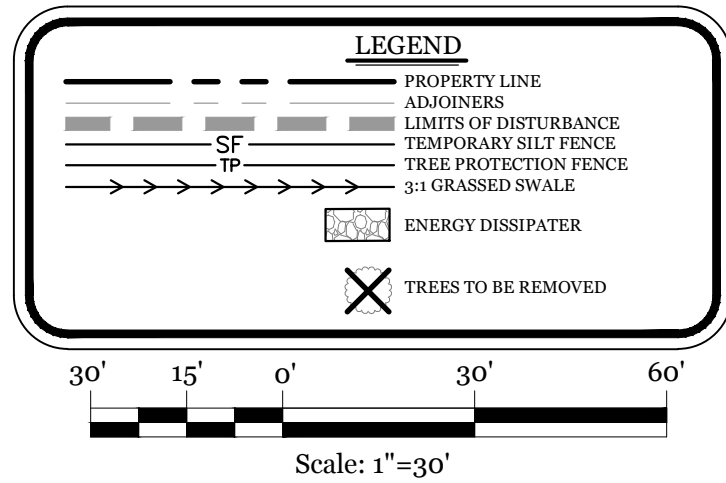 LEGEND
PROPERTY LINE
ADJOINERS
LIMITS OF DISTURBANCE
SF TEMPORARY SILT FENCE
TP TREE PROTECTION FENCE
3:1 GRASSED SWALE
ENERGY DISSIPATER
TREES TO BE REMOVED
30' 15' 0' 30' 60'
Scale: 1"=30'